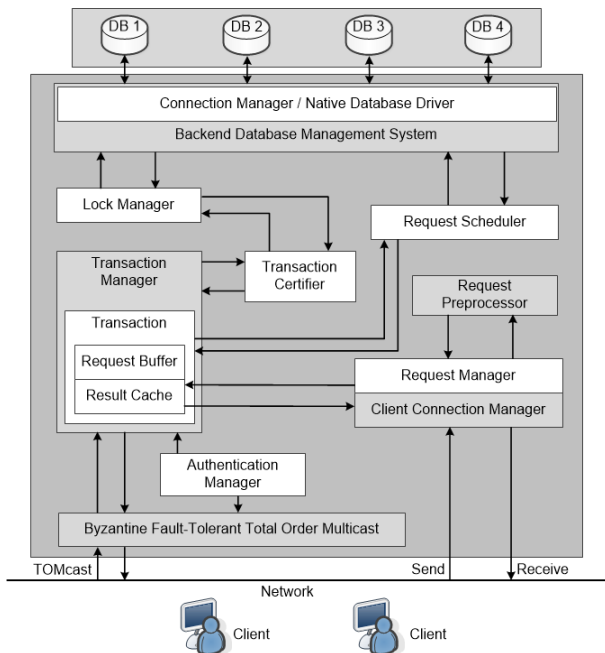 DB 1
DB 2
DB 3
DB 4
Connection Manager / Native Database Driver
Backend Database Management System
Lock Manager
Request Scheduler
Transaction
Manager
Transaction
Certifier
Request
Preprocessor
Transaction
Request Buffer
Result Cache
Request Manager
Client Connection Manager
Authentication
Manager
Byzantine Fault-Tolerant Total Order Multicast
TOMcast
Send
Receive
Network
Client
Client